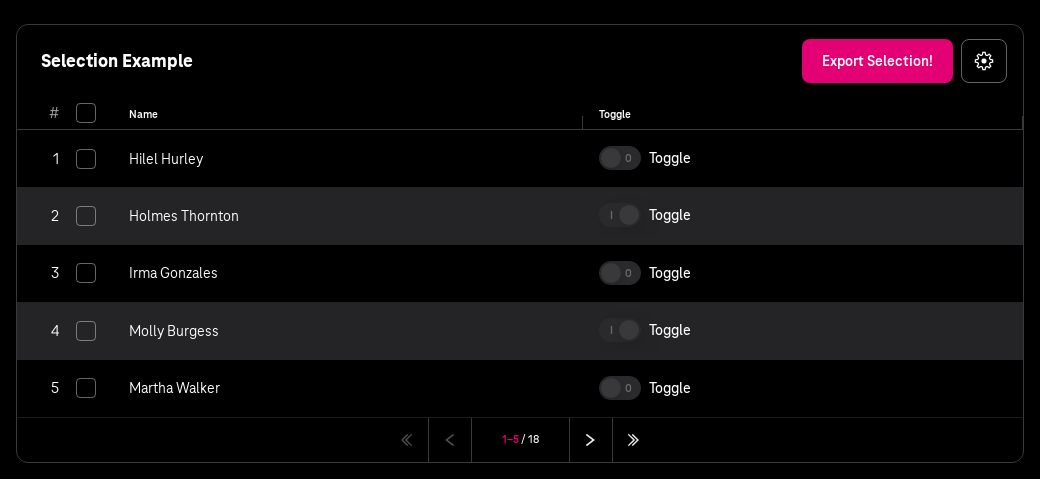 Selection Example
Export Selection!
# Name Toggle
1 Hilel Hurley 0 Toggle
2 Holmes Thornton I Toggle
3 Irma Gonzales 0 Toggle
4 Molly Burgess I Toggle
5 Martha Walker 0 Toggle
1–5 / 18